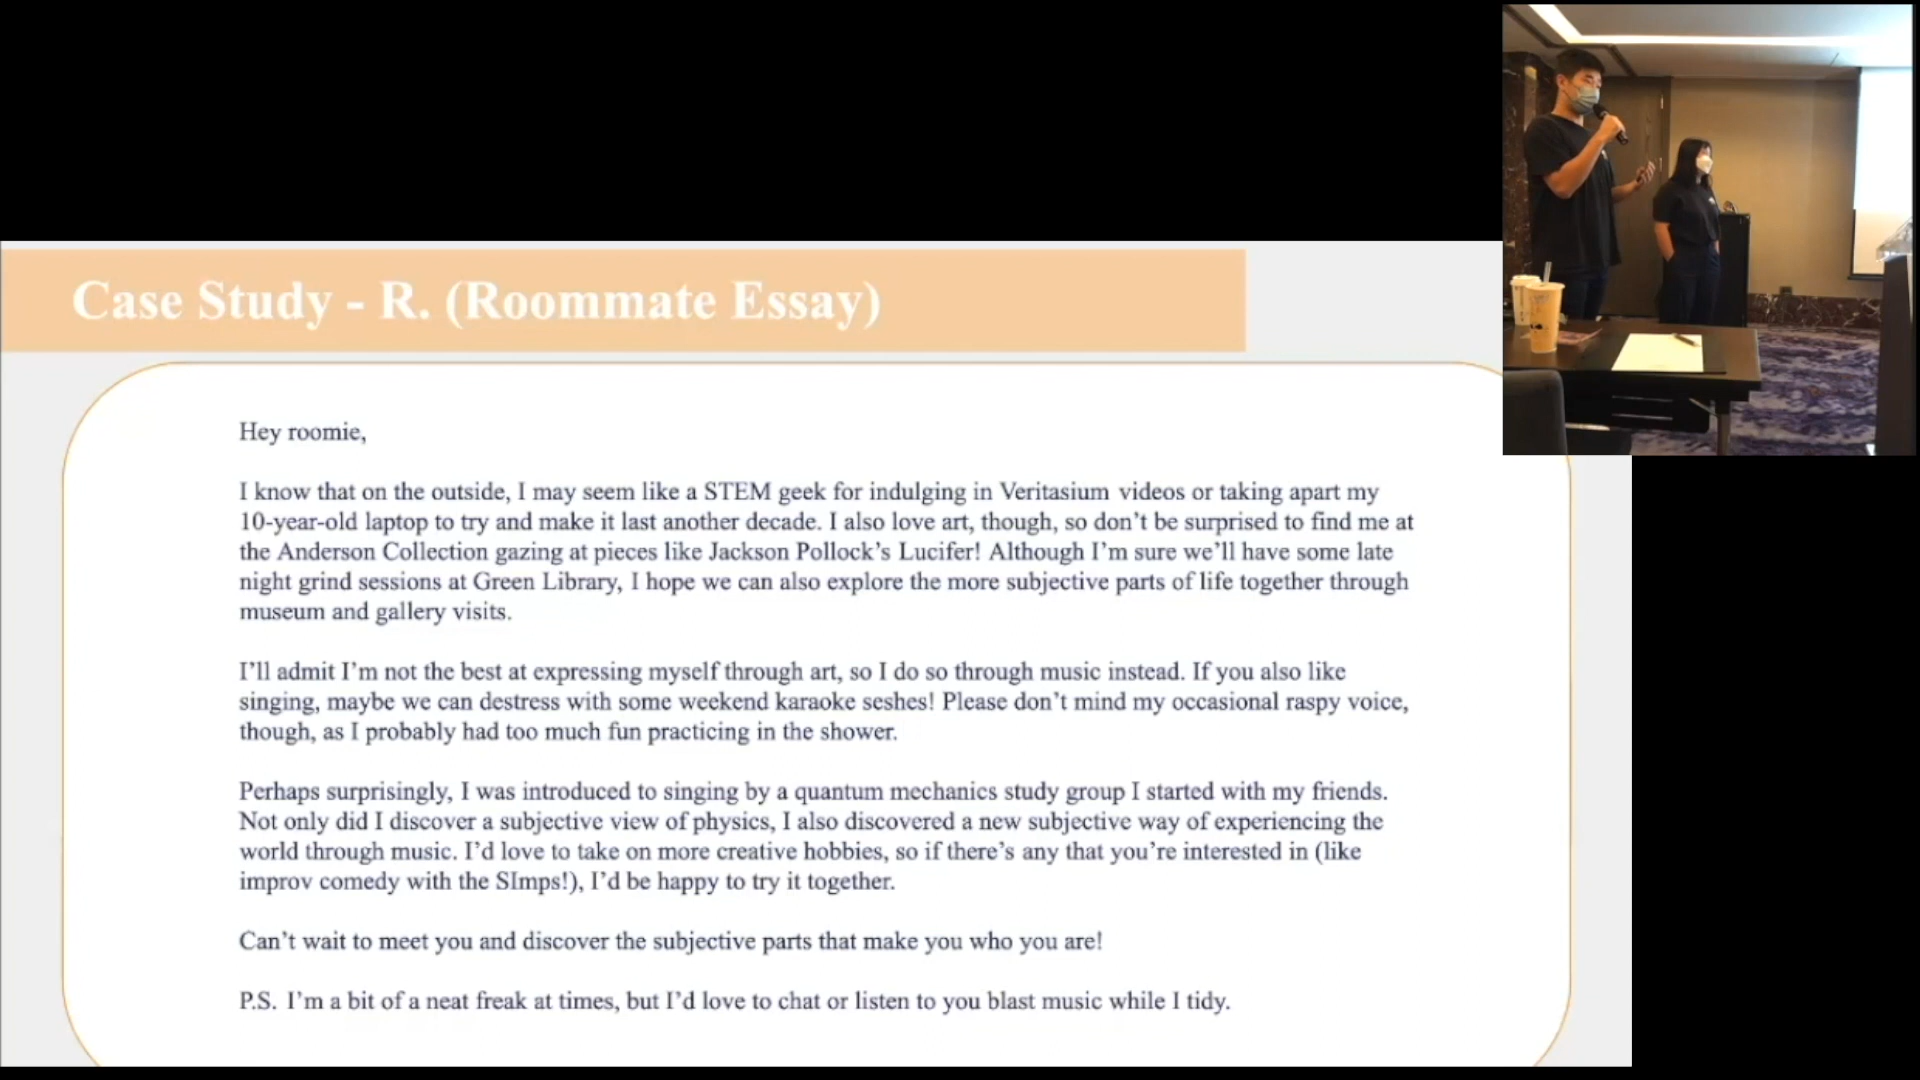 Case Study - R. (Roommate Essay)
Hey roomie,
I know that on the outside, I may seem like a STEM geek for indulging in Veritasium videos or taking apart my
10-year-old laptop to try and make it last another decade. I also love art, though, so don’t be surprised to find me at
the Anderson Collection gazing at pieces like Jackson Pollock’s Lucifer! Although I’m sure we’ll have some late
night grind sessions at Green Library, I hope we can also explore the more subjective parts of life together through
museum and gallery visits.
I’ll admit I’m not the best at expressing myself through art, so I do so through music instead. If you also like
singing, maybe we can destress with some weekend karaoke seshes! Please don’t mind my occasional raspy voice,
though, as I probably had too much fun practicing in the shower.
Perhaps surprisingly, I was introduced to singing by a quantum mechanics study group I started with my friends.
Not only did I discover a subjective view of physics, I also discovered a new subjective way of experiencing the
world through music. I’d love to take on more creative hobbies, so if there’s any that you’re interested in (like
improv comedy with the SImps!), I’d be happy to try it together.
Can’t wait to meet you and discover the subjective parts that make you who you are!
P.S. I’m a bit of a neat freak at times, but I’d love to chat or listen to you blast music while I tidy.